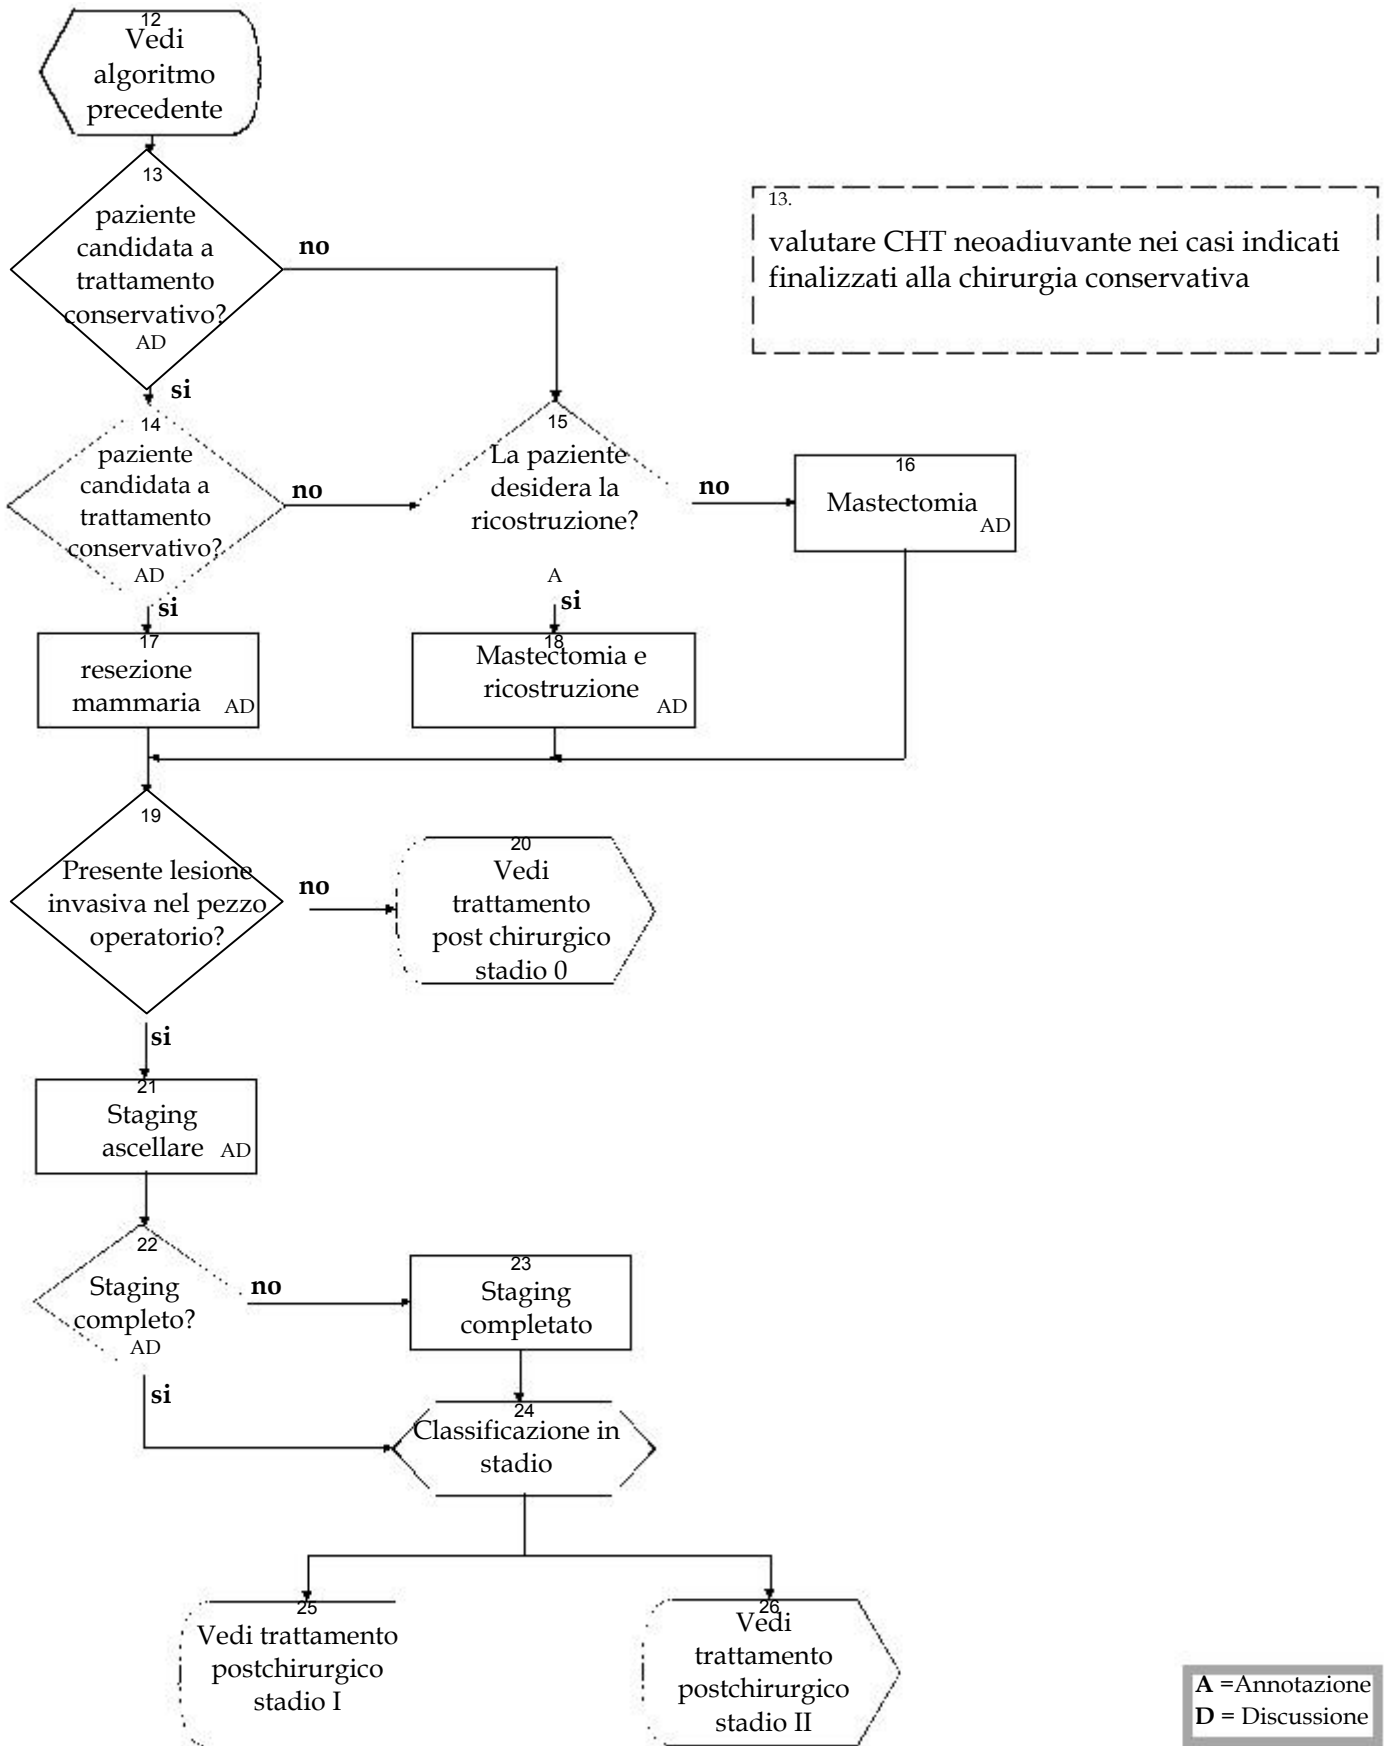 12
Vedi
algoritmo
precedente
13
paziente
candidata a
trattamento
conservativo?
AD
no
si
13.
valutare CHT neoadiuvante nei casi indicati
finalizzati alla chirurgia conservativa
14
paziente
candidata a
trattamento
conservativo?
AD
no
si
15
La paziente
desidera la
ricostruzione?
A
no
si
16
Mastectomia
AD
17
resezione
mammaria AD
18
Mastectomia e
ricostruzione
AD
19
Presente lesione
invasiva nel pezzo
operatorio?
no
si
20
Vedi
trattamento
post chirurgico
stadio 0
21
Staging
ascellare AD
22
Staging
completo?
AD
no
si
23
Staging
completato
24
Classificazione in
stadio
25
Vedi trattamento
postchirurgico
stadio I
26
Vedi
trattamento
postchirurgico
stadio II
A =Annotazione
D = Discussione